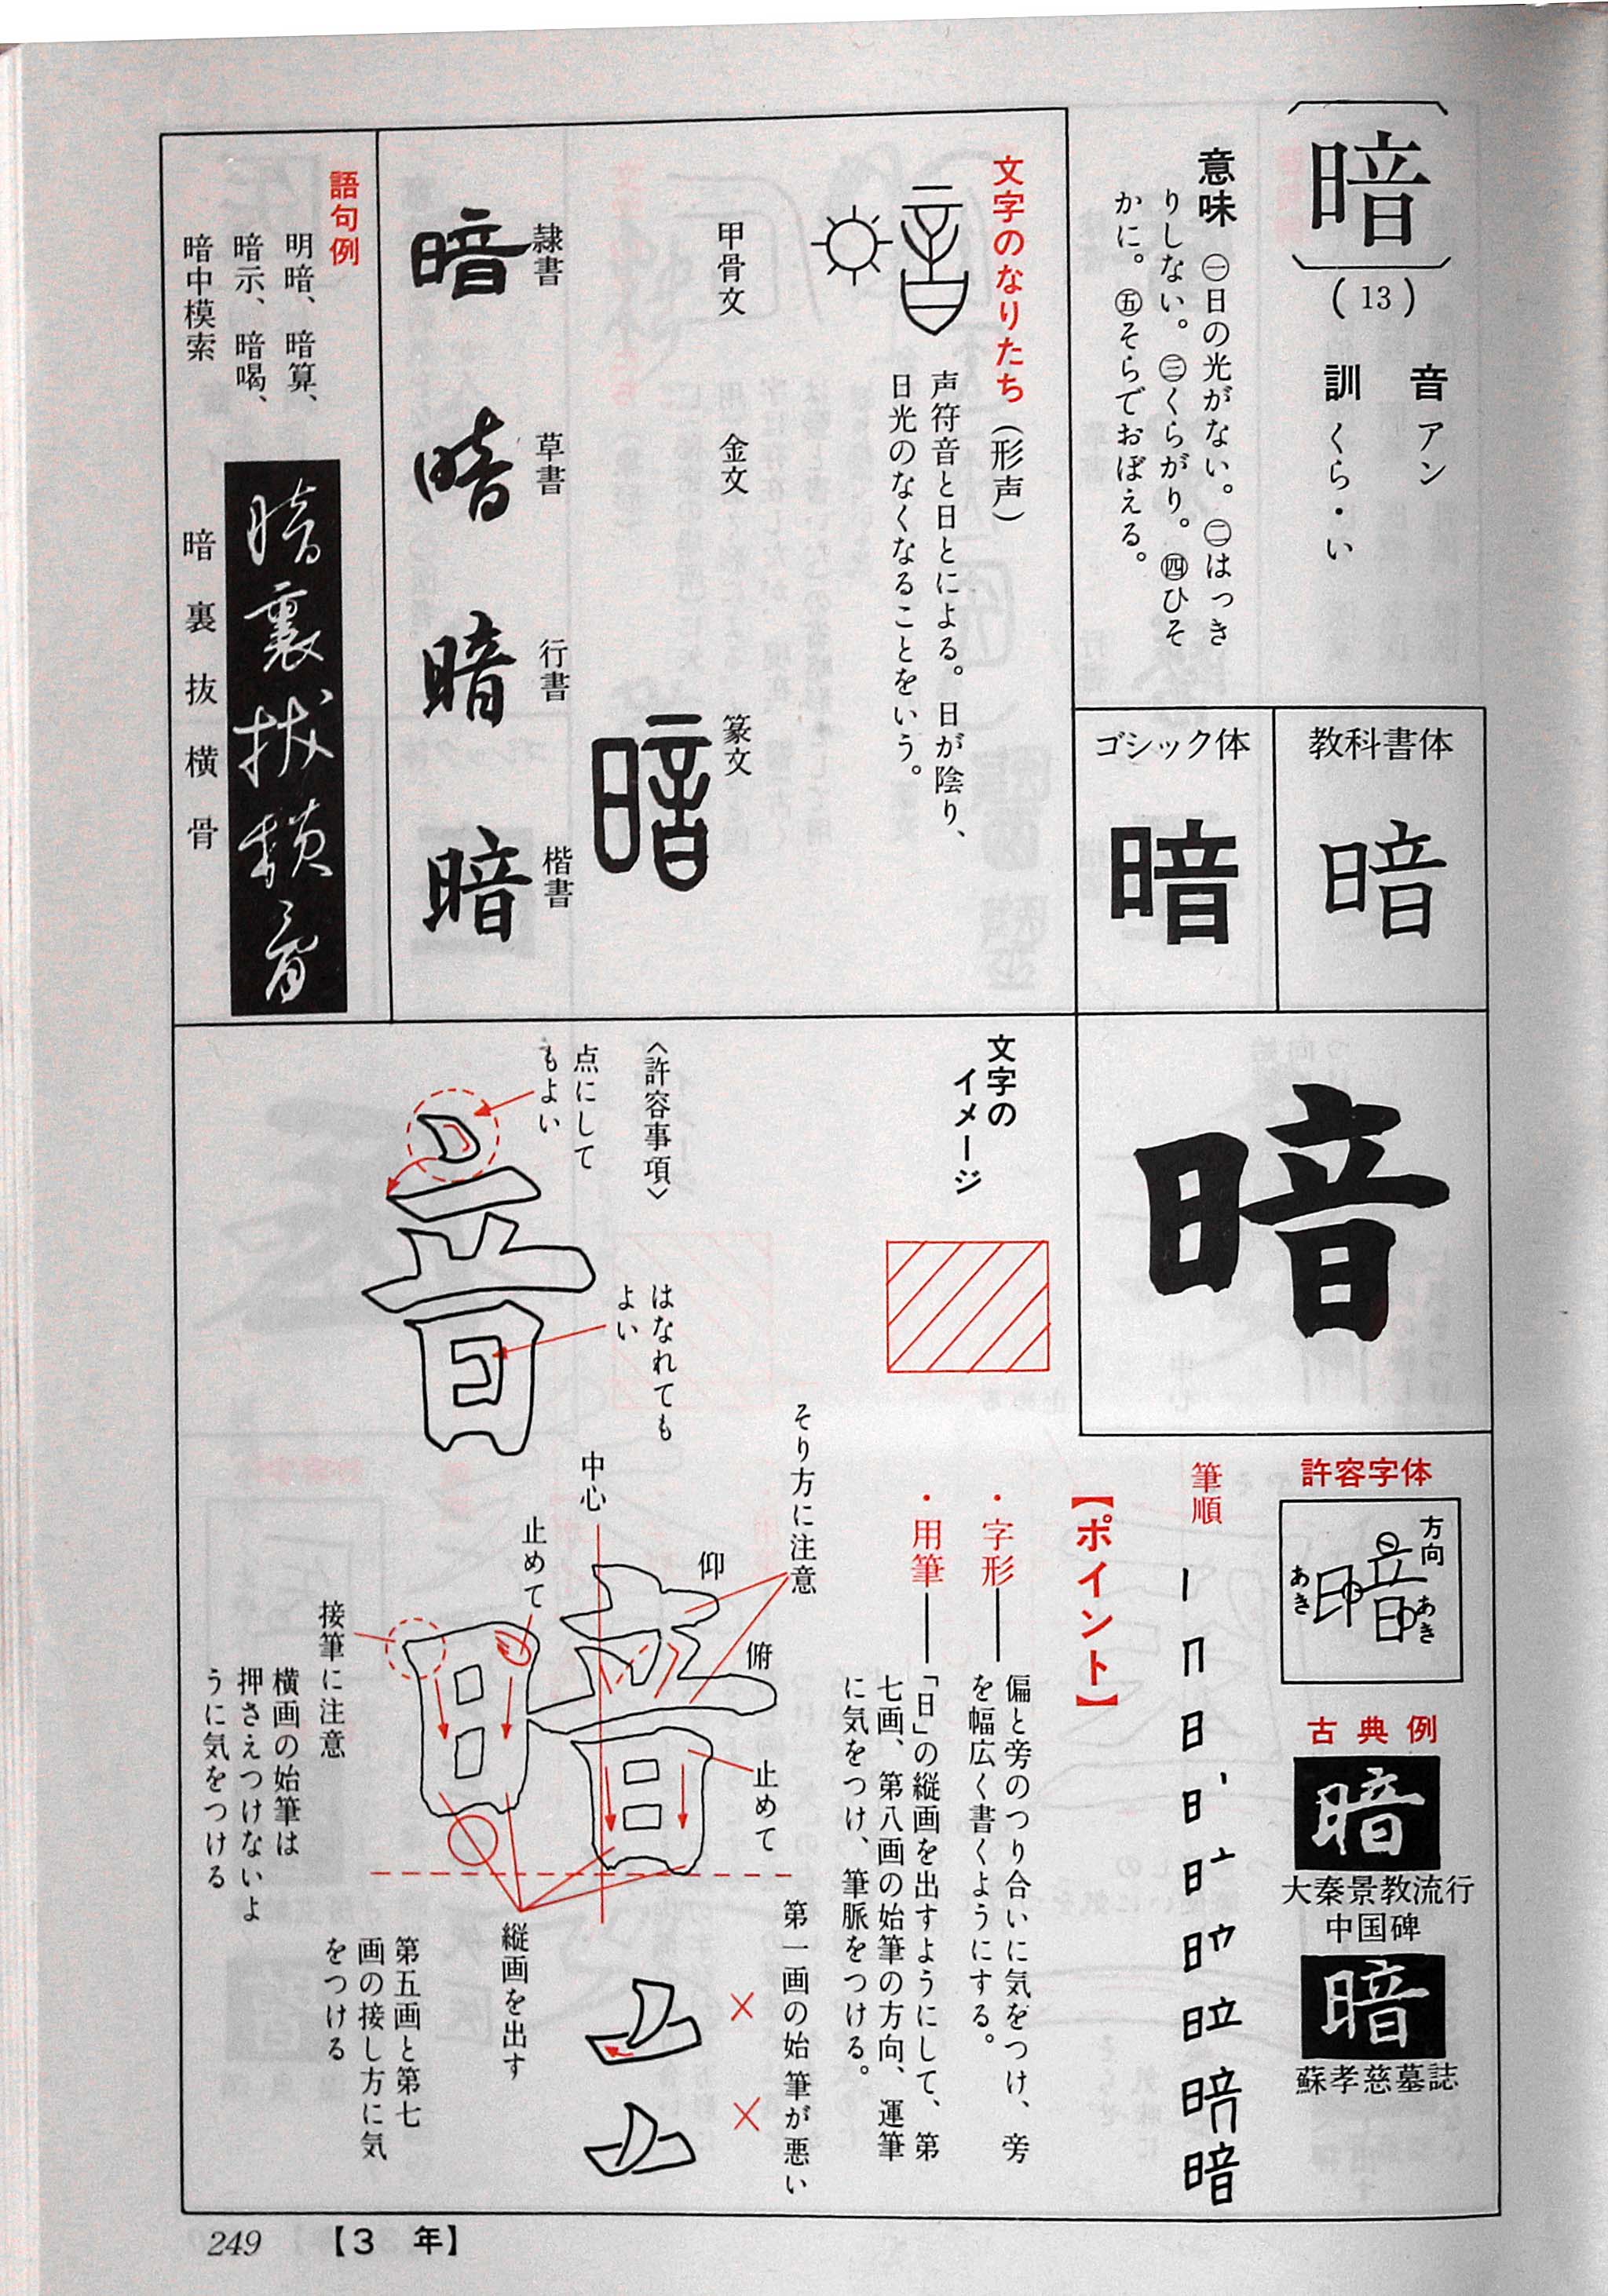 暗
(13)
音 アン
訓 くら・い
意味 ㊀日の光がない。㊁はっき
りしない。㊂くらがり。㊃ひそ
かに。㊄そらでおぼえる。
教科書体
暗
ゴシック体
暗
暗
許容字体
方向
あき
あき
古典例
暗
大秦景教流行
中国碑
暗
蘇孝慈墓誌
筆順
暗
文字のなりたち(形声)
声符音と日とによる。日が陰り、
日光のなくなることをいう。
甲骨文
金文
篆文
暗
隷書
暗
草書
暗
行書
暗
楷書
暗
語句例
明暗、暗算、
暗示、暗喝、
暗中模索
暗裏抜横骨
文字の
イメージ
〈許容事項〉
点にして
もよい
はなれても
よい
【ポイント】
・字形――偏と旁のつり合いに気をつけ、旁
を幅広く書くようにする。
・用筆――「日」の縦画を出すようにして、第
七画、第八画の始筆の方向、運筆
に気をつけ、筆脈をつける。
そり方に注意
仰
俯
中心
止めて
止めて
接筆に注意
横画の始筆は
押さえつけないよ
うに気をつける
縦画を出す
第五画と第七
画の接し方に気
をつける
第一画の始筆が悪い
×
×
249 【3 年】